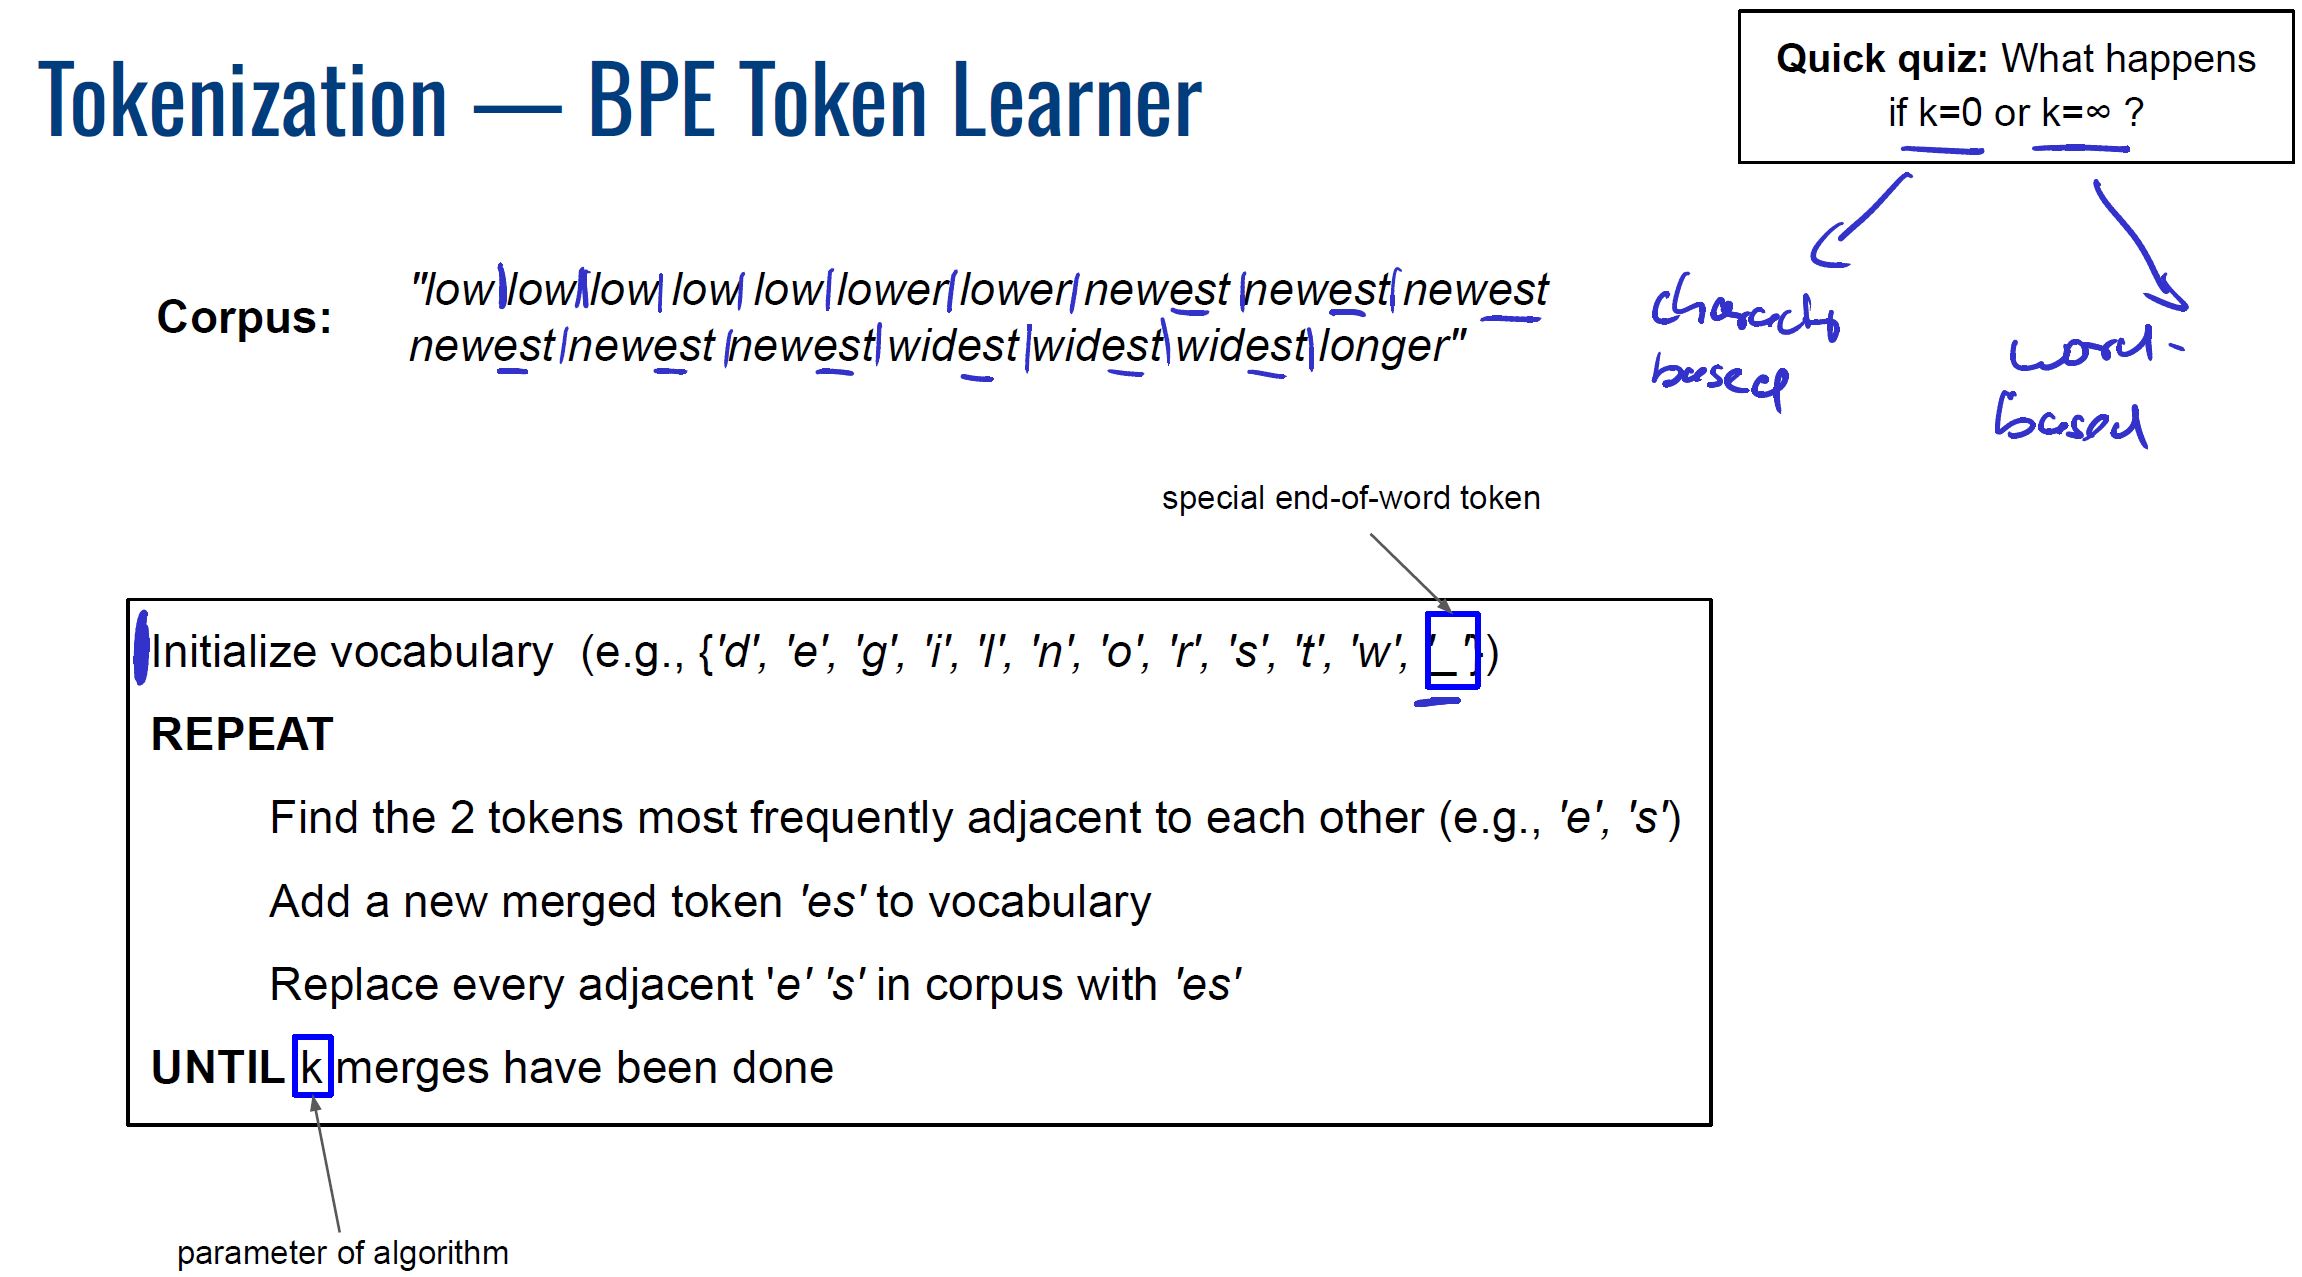 Tokenization — BPE Token Learner
Quick quiz: What happens
if k=0 or k=∞ ?
Corpus:
"low low low low low lower lower newest newest newest
newest newest newest widest widest widest longer"
based
word-
based
special end-of-word token
Initialize vocabulary (e.g., {'d', 'e', 'g', 'i', 'l', 'n', 'o', 'r', 's', 't', 'w', '_'})
REPEAT
Find the 2 tokens most frequently adjacent to each other (e.g., 'e', 's')
Add a new merged token 'es' to vocabulary
Replace every adjacent 'e' 's' in corpus with 'es'
UNTIL k merges have been done
parameter of algorithm